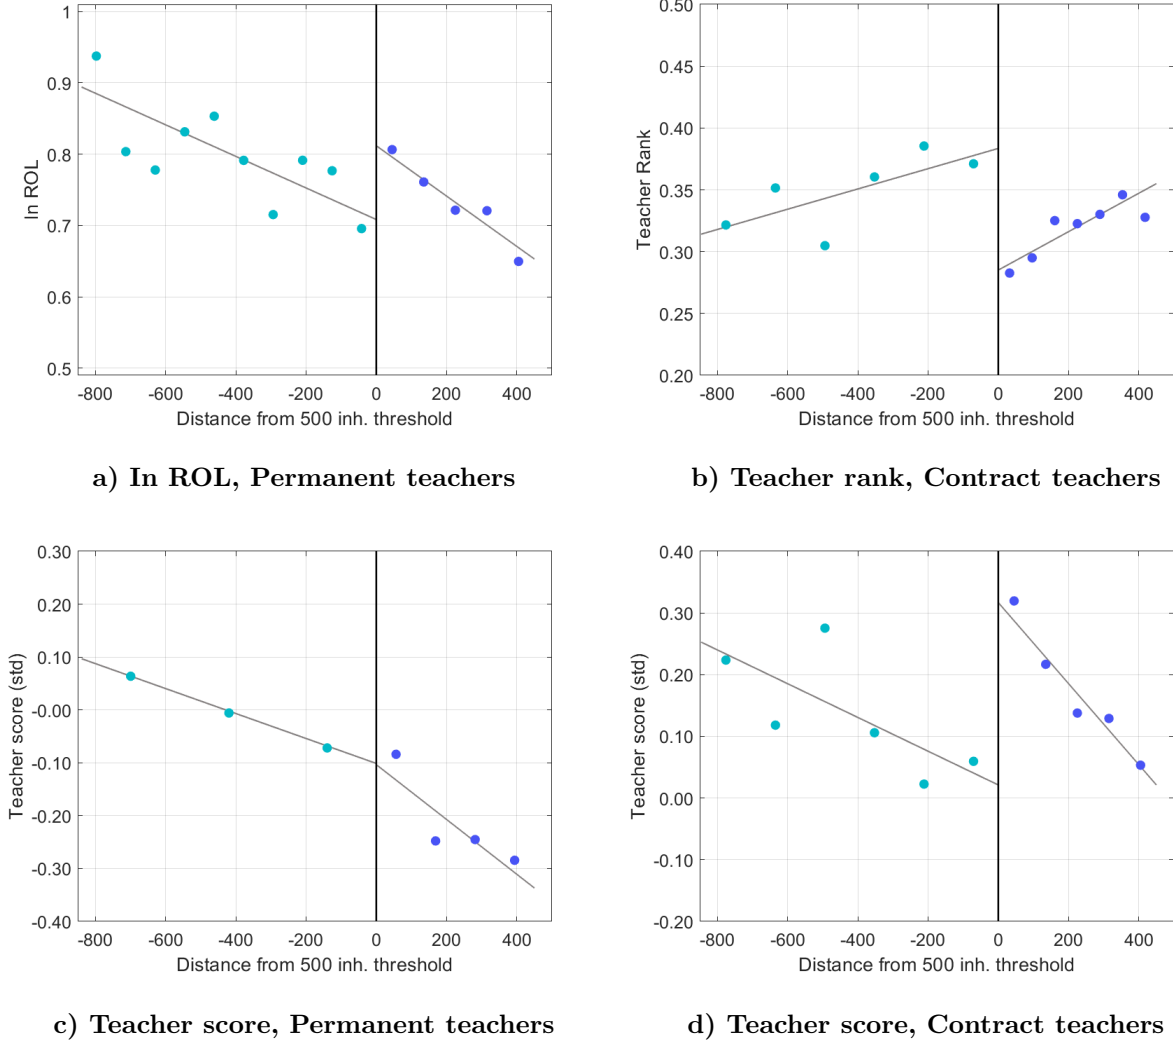 1
0.9
0.8
0.7
0.6
0.5
In ROL
-800 -600 -400 -200 0 200 400
Distance from 500 inh. threshold
a) In ROL, Permanent teachers
0.50
0.45
0.40
0.35
0.30
0.25
0.20
Teacher Rank
-800 -600 -400 -200 0 200 400
Distance from 500 inh. threshold
b) Teacher rank, Contract teachers
0.30
0.20
0.10
-0.00
-0.10
-0.20
-0.30
-0.40
Teacher score (std)
-800 -600 -400 -200 0 200 400
Distance from 500 inh. threshold
c) Teacher score, Permanent teachers
0.40
0.30
0.20
0.10
0.00
-0.10
-0.20
Teacher score (std)
-800 -600 -400 -200 0 200 400
Distance from 500 inh. threshold
d) Teacher score, Contract teachers